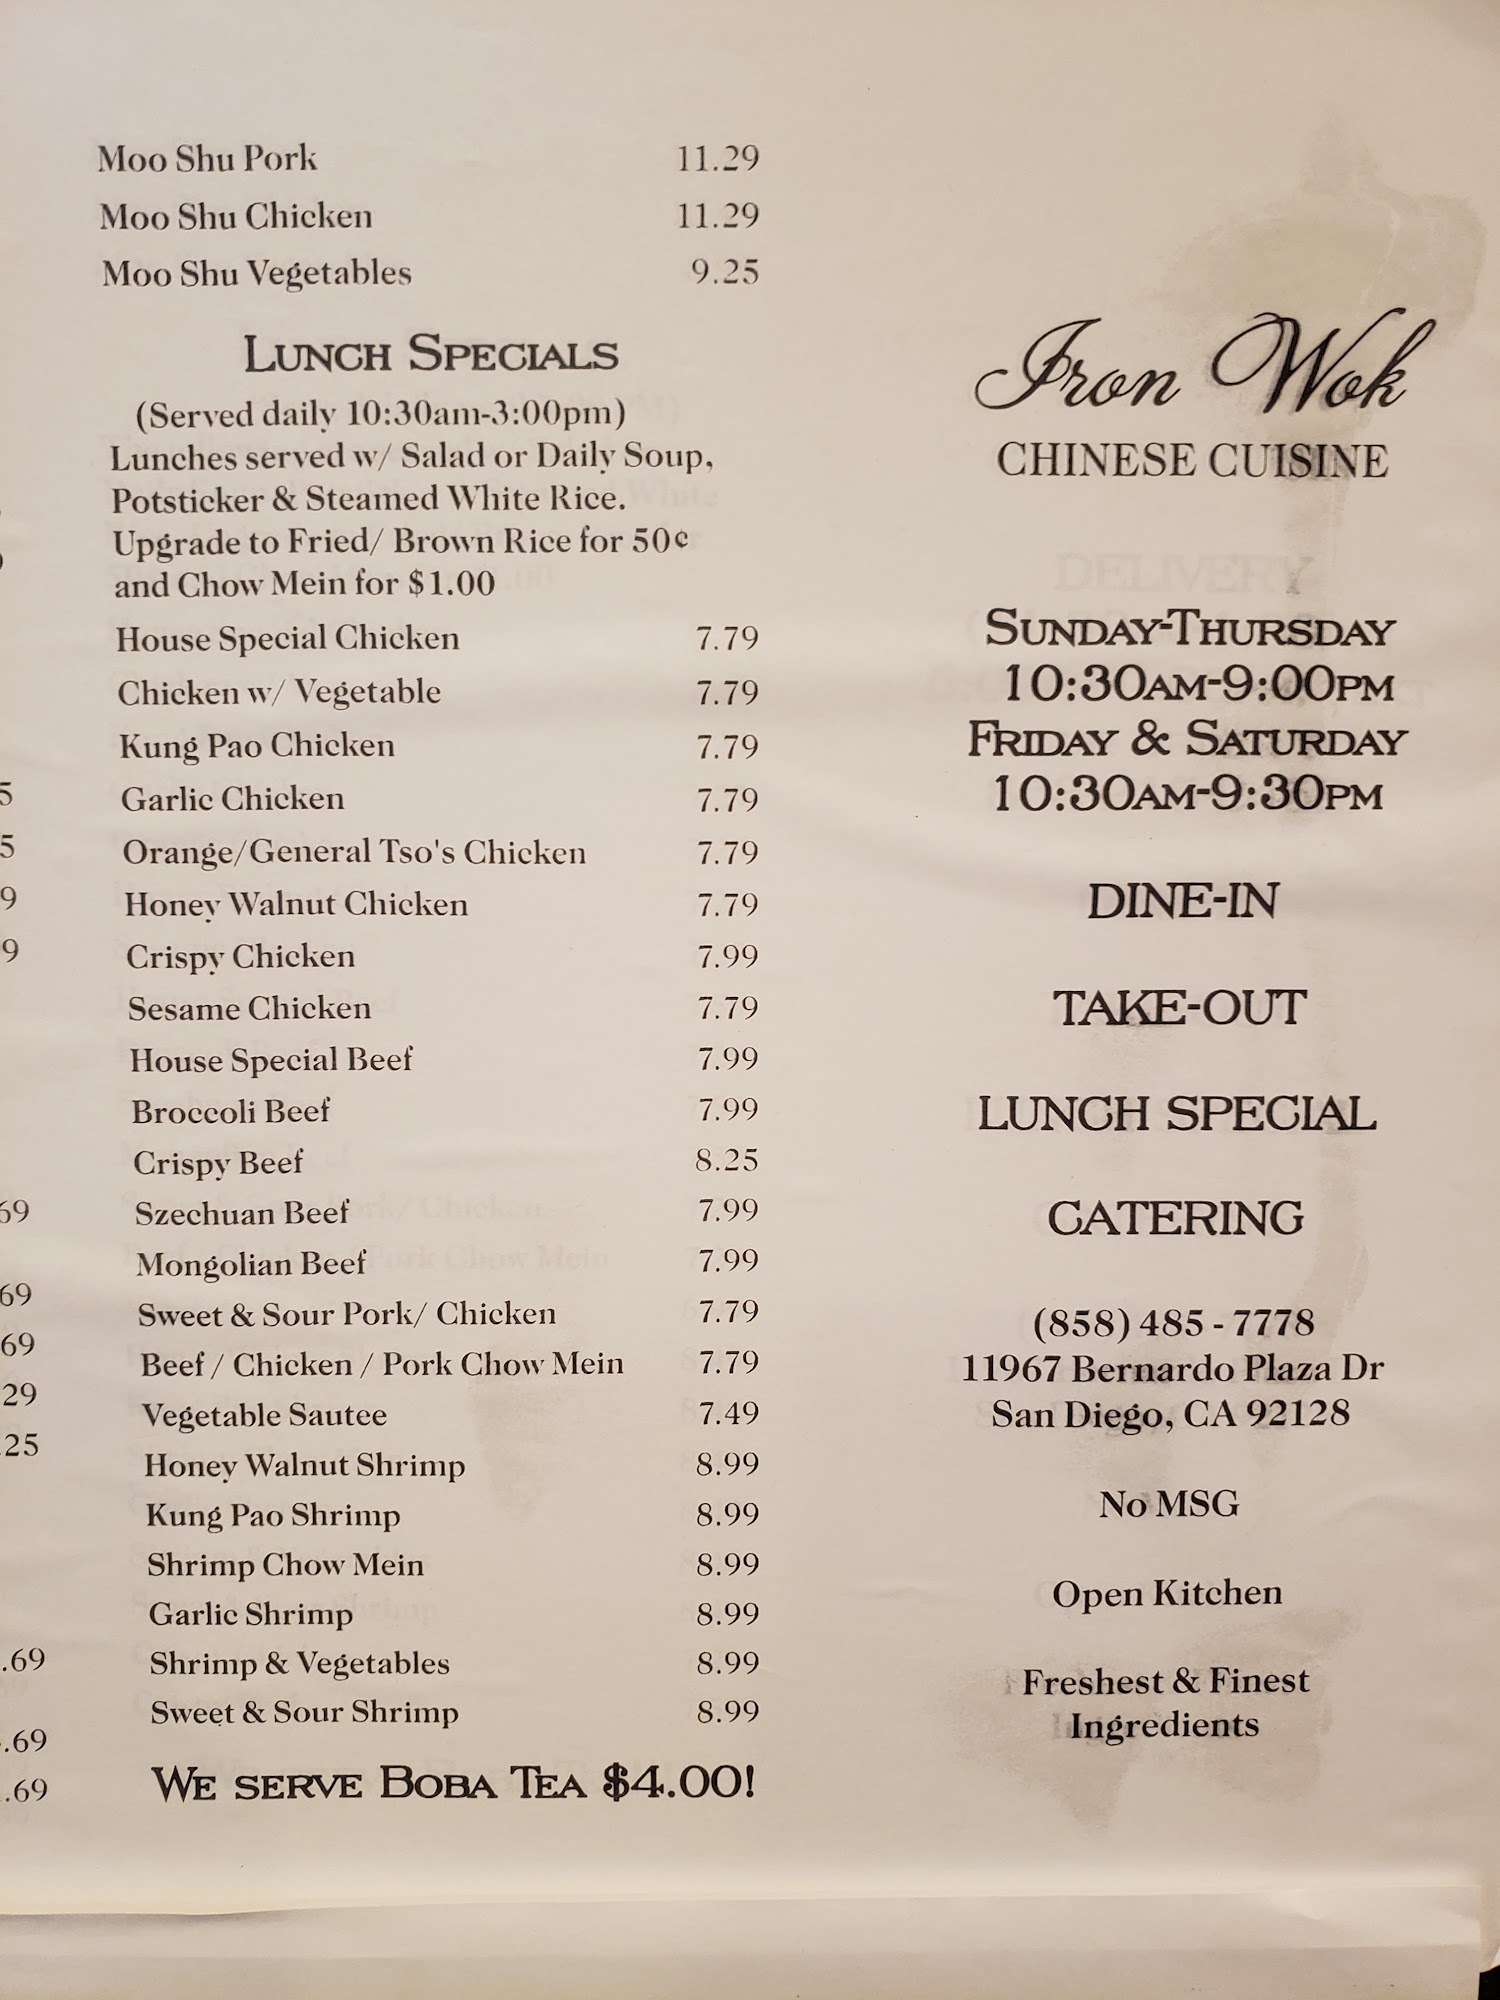 Moo Shu Pork 11.29
Moo Shu Chicken 11.29
Moo Shu Vegetables 9.25
LUNCH SPECIALS
(Served daily 10:30am-3:00pm)
Lunches served w/ Salad or Daily Soup,
Potsticker & Steamed White Rice.
Upgrade to Fried/ Brown Rice for 50¢
and Chow Mein for $1.00
House Special Chicken 7.79
Chicken w/ Vegetable 7.79
Kung Pao Chicken 7.79
Garlic Chicken 7.79
Orange/General Tso's Chicken 7.79
Honey Walnut Chicken 7.79
Crispy Chicken 7.99
Sesame Chicken 7.79
House Special Beef 7.99
Broccoli Beef 7.99
Crispy Beef 8.25
Szechuan Beef 7.99
Mongolian Beef 7.99
Sweet & Sour Pork/ Chicken 7.79
Beef / Chicken / Pork Chow Mein 7.79
Vegetable Sautee 7.49
Honey Walnut Shrimp 8.99
Kung Pao Shrimp 8.99
Shrimp Chow Mein 8.99
Garlic Shrimp 8.99
Shrimp & Vegetables 8.99
Sweet & Sour Shrimp 8.99
WE SERVE BOBA TEA $4.00!
Iron Wok
CHINESE CUISINE
SUNDAY-THURSDAY
10:30AM-9:00PM
FRIDAY & SATURDAY
10:30AM-9:30PM
DINE-IN
TAKE-OUT
LUNCH SPECIAL
CATERING
(858) 485 - 7778
11967 Bernardo Plaza Dr
San Diego, CA 92128
No MSG
Open Kitchen
Freshest & Finest
Ingredients